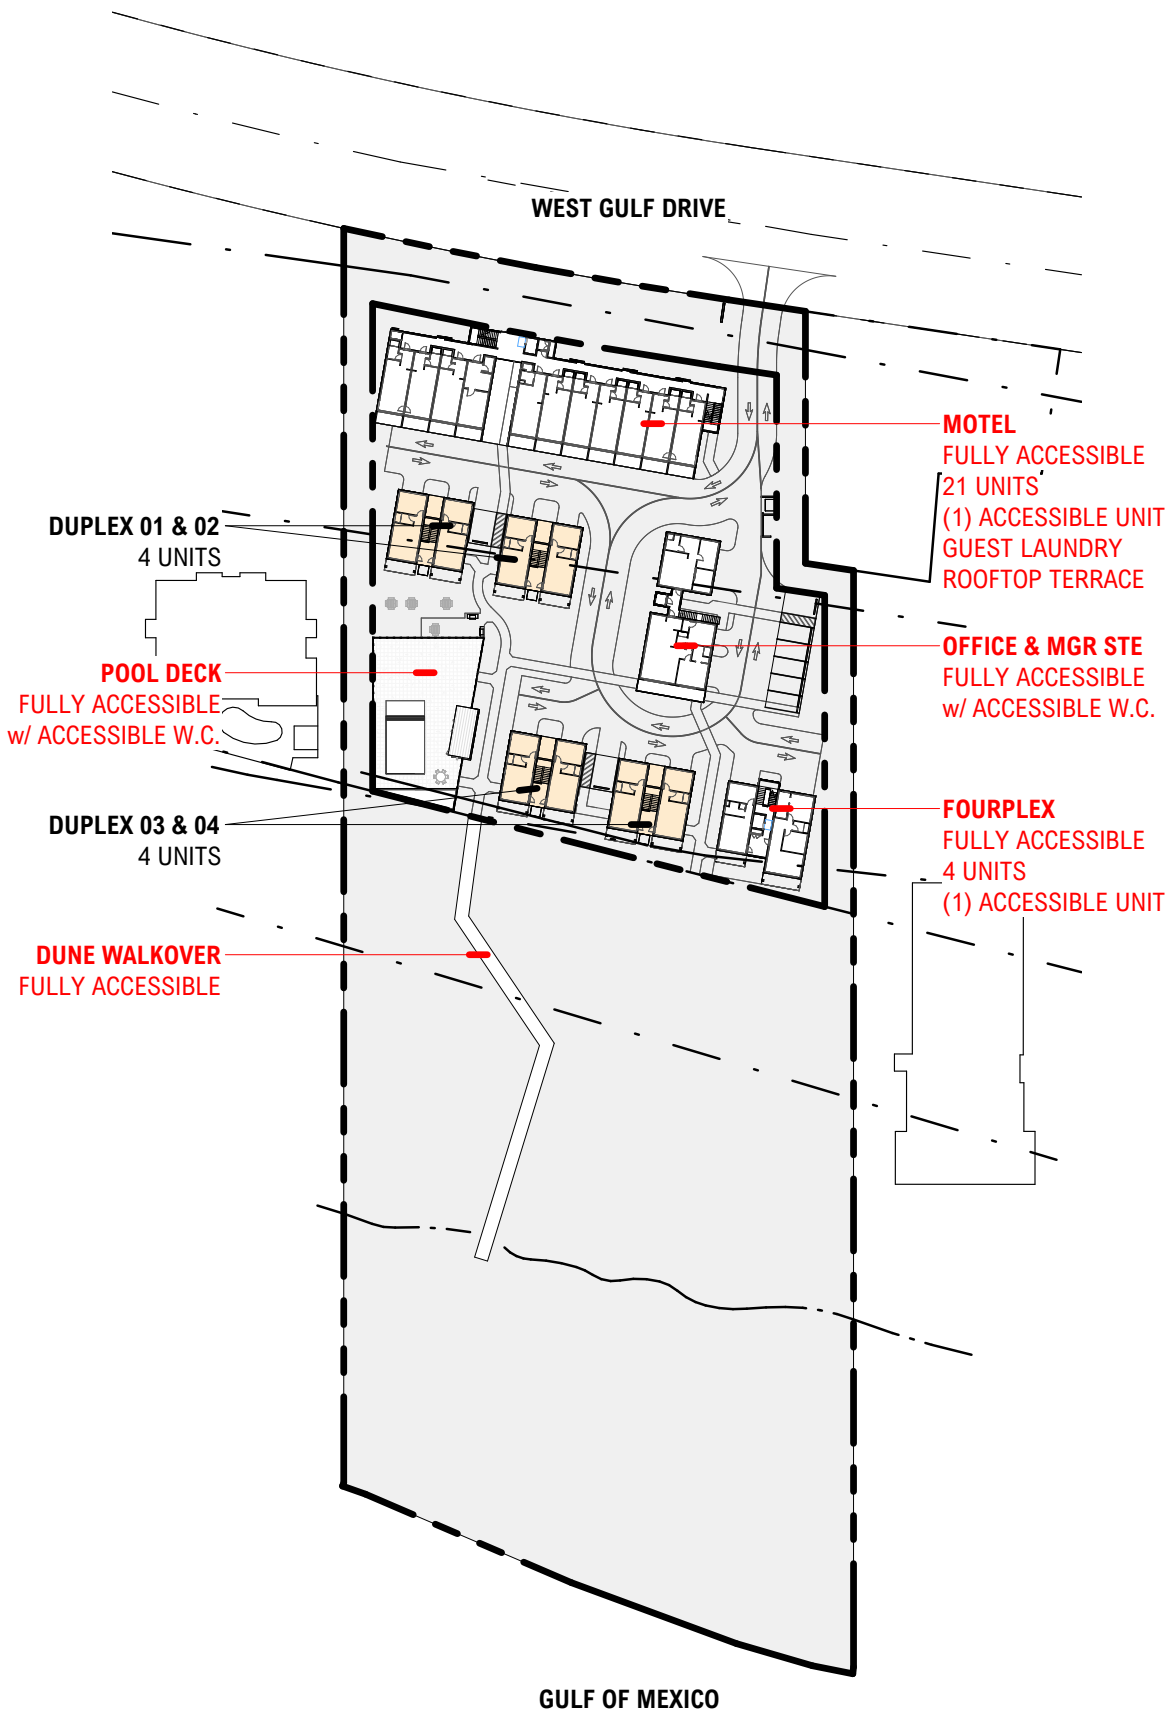 WEST GULF DRIVE
MOTEL
FULLY ACCESSIBLE
21 UNITS
(1) ACCESSIBLE UNIT
GUEST LAUNDRY
ROOFTOP TERRACE
DUPLEX 01 & 02
4 UNITS
OFFICE & MGR STE
FULLY ACCESSIBLE
w/ ACCESSIBLE W.C.
POOL DECK
FULLY ACCESSIBLE
w/ ACCESSIBLE W.C.
DUPLEX 03 & 04
4 UNITS
FOURPLEX
FULLY ACCESSIBLE
4 UNITS
(1) ACCESSIBLE UNIT
DUNE WALKOVER
FULLY ACCESSIBLE
GULF OF MEXICO